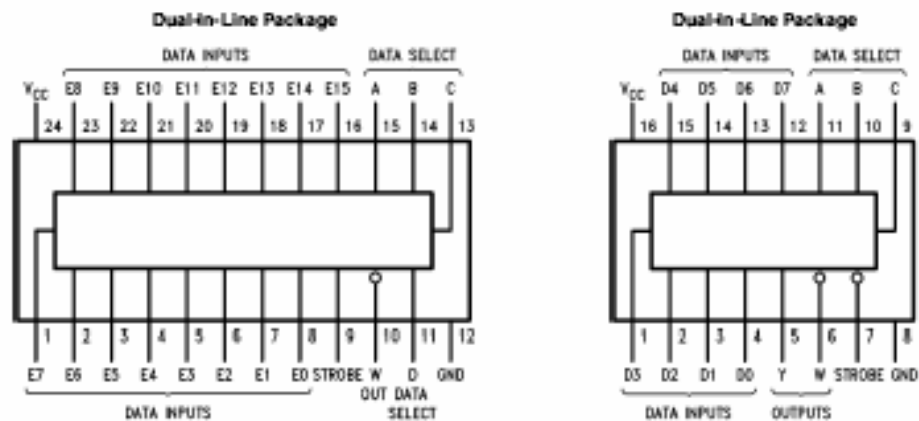 Dual-In-Line Package
DATA INPUTS DATA SELECT
VCC E8 E9 E10 E11 E12 E13 E14 E15 A B C
24 23 22 21 20 19 18 17 16 15 14 13
1 2 3 4 5 6 7 8 9 10 11 12
E7 E6 E5 E4 E3 E2 E1 E0 STROBE W D GND
DATA INPUTS
OUT DATA
SELECT
Dual-In-Line Package
DATA INPUTS DATA SELECT
VCC D4 D5 D6 D7 A B C
16 15 14 13 12 11 10 9
1 2 3 4 5 6 7 8
D3 D2 D1 D0 Y W STROBE GND
DATA INPUTS OUTPUTS